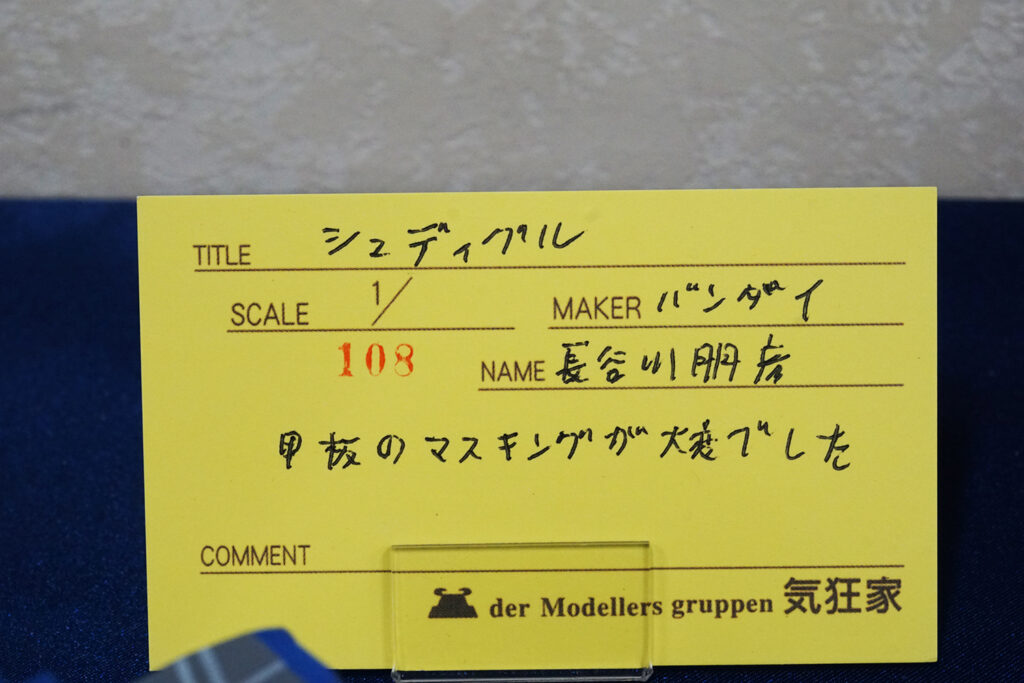 TITLE シュディグル
SCALE 1/
MAKER バンダイ
108
NAME 長谷川朋彦
甲板のマスキングが大変でした
COMMENT
der Modellers gruppen 気狂家